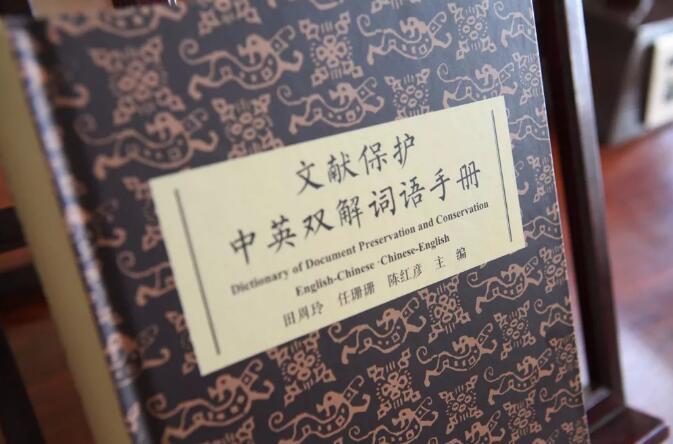 文献保护
中英双解词语手册
Dictionary of Document Preservation and Conservation
English-Chinese ·Chinese-English
田周玲 任珊珊 陈红彦 主 编